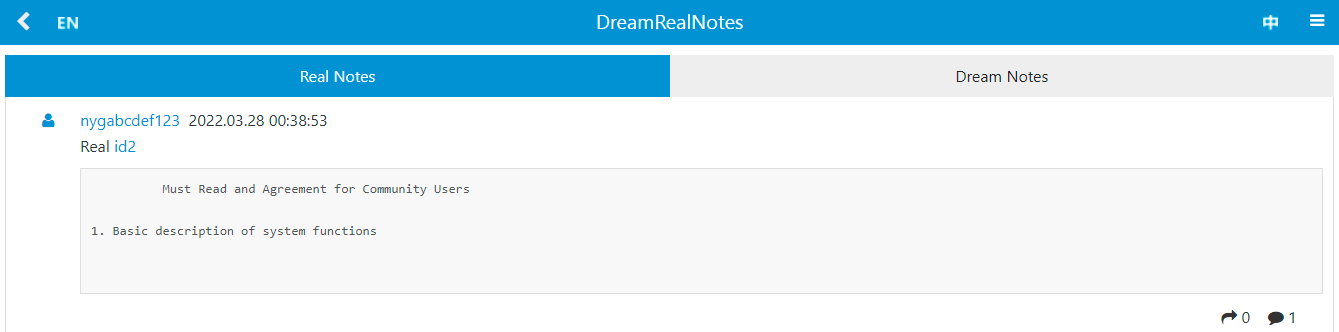 EN DreamRealNotes 中
Real Notes Dream Notes
nygabcdef123 2022.03.28 00:38:53
Real id2
Must Read and Agreement for Community Users
1. Basic description of system functions
0 1